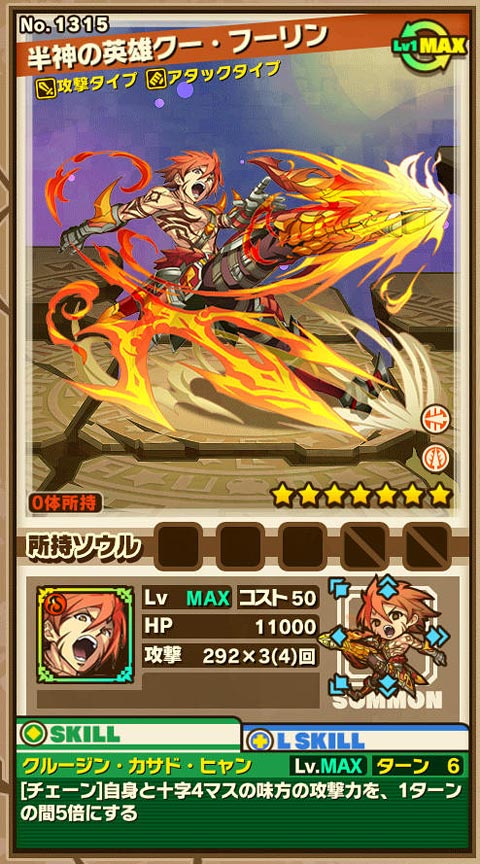 No.1315
半神の英雄クー・フーリン
Lv1 MAX
攻撃タイプ アタックタイプ
0体所持
所持ソウル
Lv MAX コスト 50
HP 11000
攻撃 292×3(4)回
SUMMON
SKILL
L SKILL
クルージン・カサド・ヒャン Lv.MAX ターン 6
[チェーン]自身と十字4マスの味方の攻撃力を、1ターン
の間5倍にする